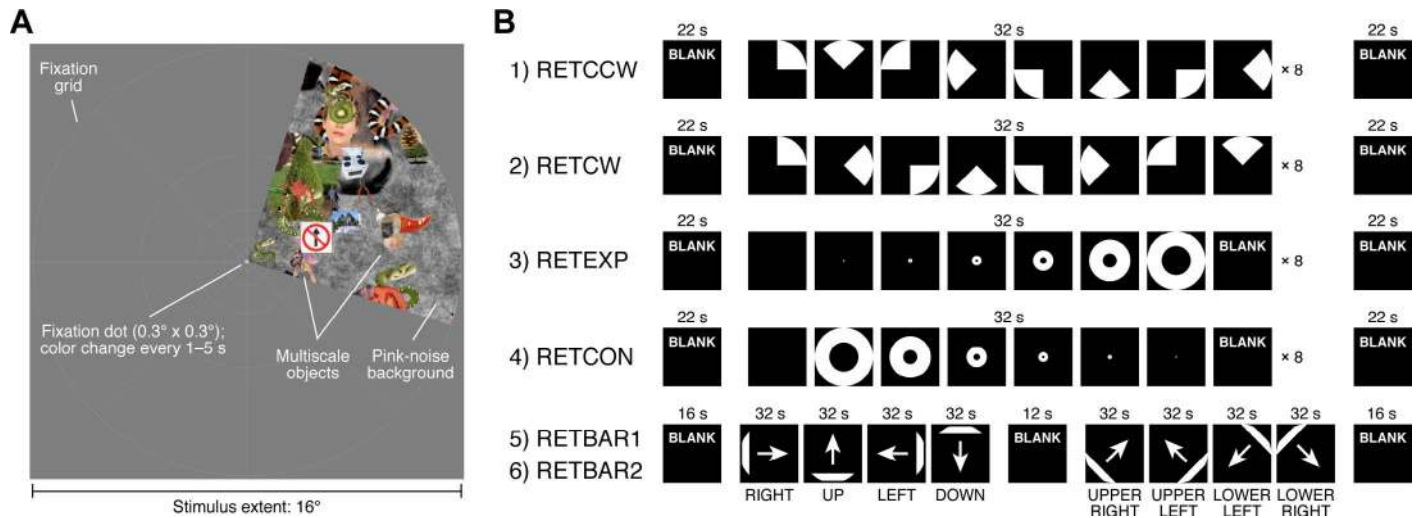 A
Fixation
grid
Fixation dot (0.3° x 0.3°);
color change every 1–5 s
Multiscale
objects
Pink-noise
background
Stimulus extent: 16°
B
22 s 32 s 22 s
1) RETCCW BLANK × 8 BLANK
22 s 32 s 22 s
2) RETCW BLANK × 8 BLANK
22 s 32 s 22 s
3) RETEXP BLANK BLANK × 8 BLANK
22 s 32 s 22 s
4) RETCON BLANK BLANK × 8 BLANK
16 s 32 s 32 s 32 s 32 s 12 s 32 s 32 s 32 s 32 s 16 s
5) RETBAR1 BLANK BLANK BLANK
6) RETBAR2
RIGHT UP LEFT DOWN UPPER UPPER LOWER LOWER
RIGHT LEFT LEFT RIGHT